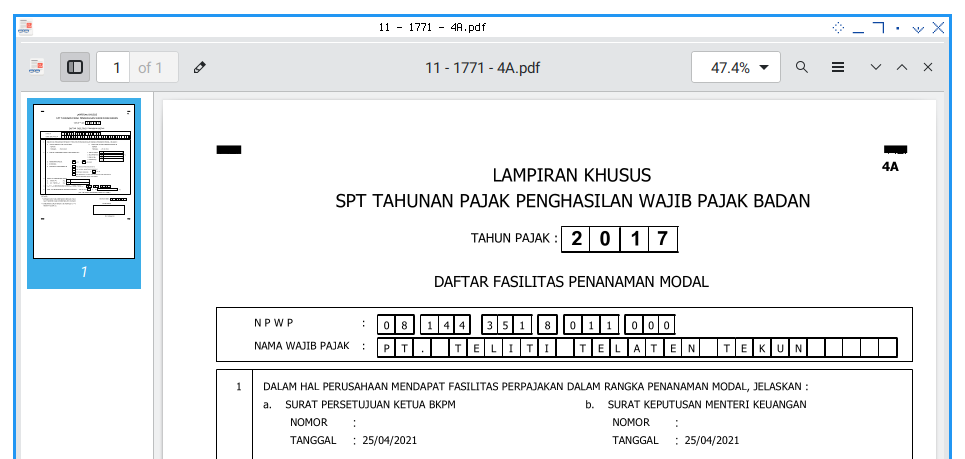 11 - 1771 - 4A.pdf
1 of 1
11 - 1771 - 4A.pdf
47.4%
4A
LAMPIRAN KHUSUS
SPT TAHUNAN PAJAK PENGHASILAN WAJIB PAJAK BADAN
TAHUN PAJAK : 2 0 1 7
DAFTAR FASILITAS PENANAMAN MODAL
N P W P : 0 8 1 4 4 3 5 1 8 0 1 1 0 0 0
NAMA WAJIB PAJAK : P T . T E L I T I T E L A T E N T E K U N
1 DALAM HAL PERUSAHAAN MENDAPAT FASILITAS PERPAJAKAN DALAM RANGKA PENANAMAN MODAL, JELASKAN :
a. SURAT PERSETUJUAN KETUA BKPM b. SURAT KEPUTUSAN MENTERI KEUANGAN
NOMOR : NOMOR :
TANGGAL : 25/04/2021 TANGGAL : 25/04/2021
1